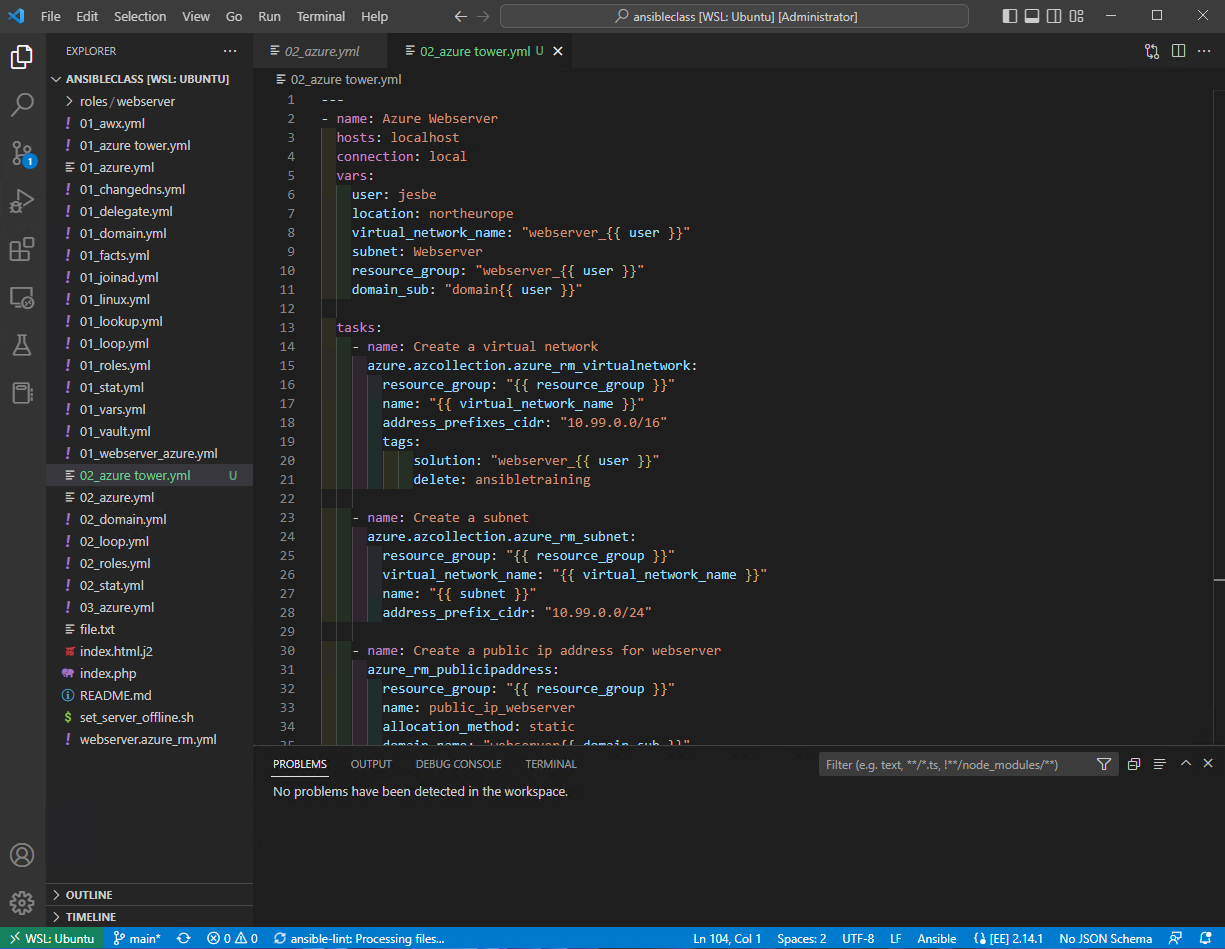 File Edit Selection View Go Run Terminal Help
ansibleclass [WSL: Ubuntu] [Administrator]
EXPLORER
ANSIBLECLASS [WSL: UBUNTU]
roles / webserver
! 01_awx.yml
! 01_azure tower.yml
01_azure.yml
! 01_changedns.yml
! 01_delegate.yml
! 01_domain.yml
! 01_facts.yml
! 01_joinad.yml
! 01_linux.yml
! 01_lookup.yml
! 01_loop.yml
! 01_roles.yml
! 01_stat.yml
! 01_vars.yml
! 01_vault.yml
! 01_webserver_azure.yml
02_azure tower.yml U
02_azure.yml
! 02_domain.yml
! 02_loop.yml
! 02_roles.yml
! 02_stat.yml
! 03_azure.yml
file.txt
index.html.j2
index.php
README.md
$ set_server_offline.sh
! webserver.azure_rm.yml
OUTLINE
TIMELINE
1
02_azure.yml
02_azure tower.yml U
02_azure tower.yml
1 ---
2 - name: Azure Webserver
3 hosts: localhost
4 connection: local
5 vars:
6 user: jesbe
7 location: northeurope
8 virtual_network_name: "webserver_{{ user }}"
9 subnet: Webserver
10 resource_group: "webserver_{{ user }}"
11 domain_sub: "domain{{ user }}"
12
13 tasks:
14 - name: Create a virtual network
15 azure.azcollection.azure_rm_virtualnetwork:
16 resource_group: "{{ resource_group }}"
17 name: "{{ virtual_network_name }}"
18 address_prefixes_cidr: "10.99.0.0/16"
19 tags:
20 solution: "webserver_{{ user }}"
21 delete: ansibletraining
22
23 - name: Create a subnet
24 azure.azcollection.azure_rm_subnet:
25 resource_group: "{{ resource_group }}"
26 virtual_network_name: "{{ virtual_network_name }}"
27 name: "{{ subnet }}"
28 address_prefix_cidr: "10.99.0.0/24"
29
30 - name: Create a public ip address for webserver
31 azure_rm_publicipaddress:
32 resource_group: "{{ resource_group }}"
33 name: public_ip_webserver
34 allocation_method: static
35 domain_name: "webserver{{ domain_sub }}"
PROBLEMS OUTPUT DEBUG CONSOLE TERMINAL
Filter (e.g. text, **/*.ts, !**/node_modules/**)
No problems have been detected in the workspace.
WSL: Ubuntu main* 0 0 ansible-lint: Processing files... Ln 104, Col 1 Spaces: 2 UTF-8 LF Ansible [EE] 2.14.1 No JSON Schema